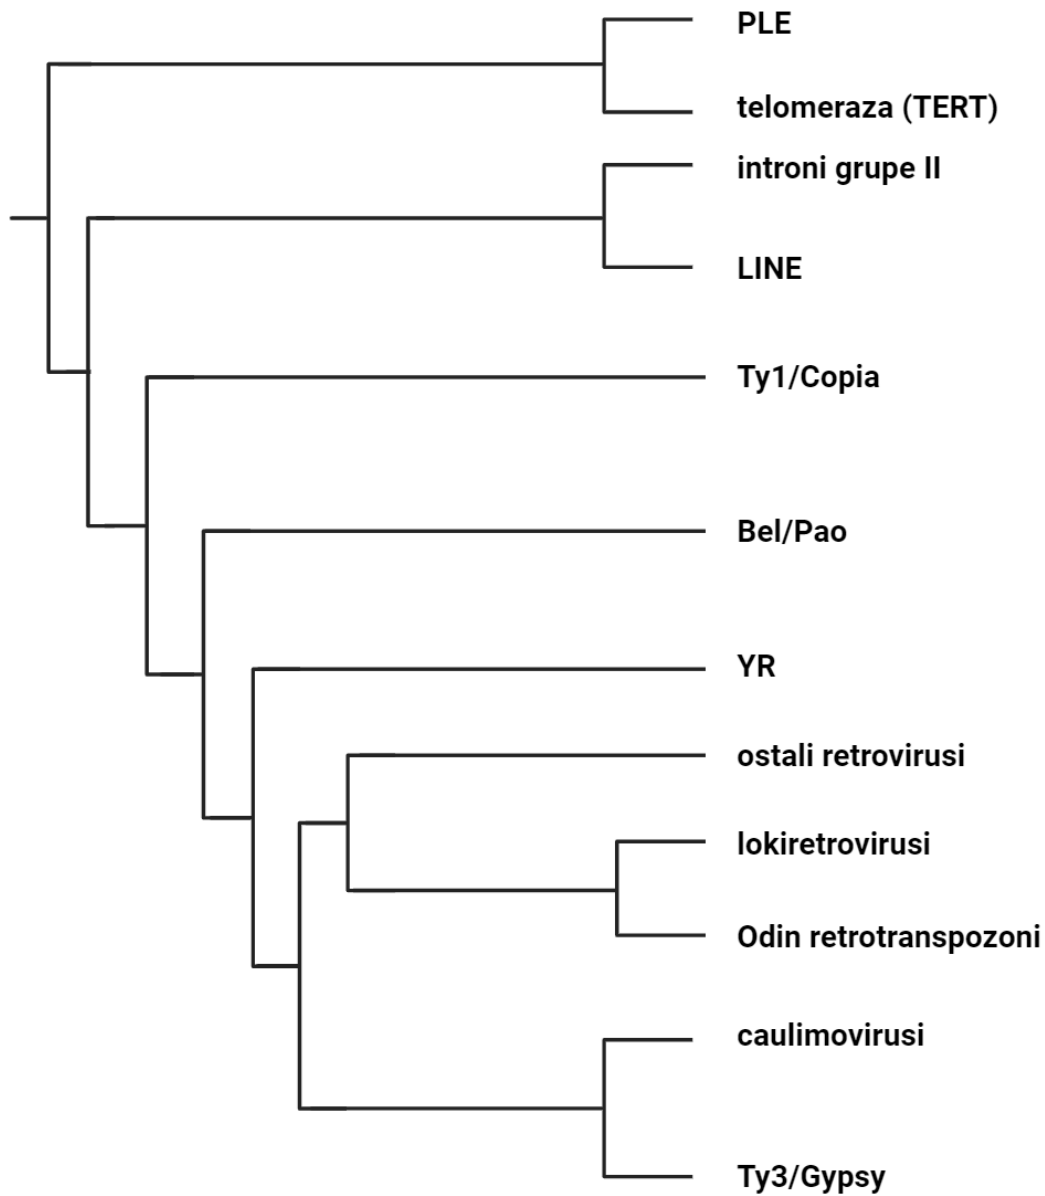 PLE
telomeraza (TERT)
introni grupe II
LINE
Ty1/Copia
Bel/Pao
YR
ostali retrovirusi
lokiretrovirusi
Odin retrotranspozoni
caulimovirusi
Ty3/Gypsy